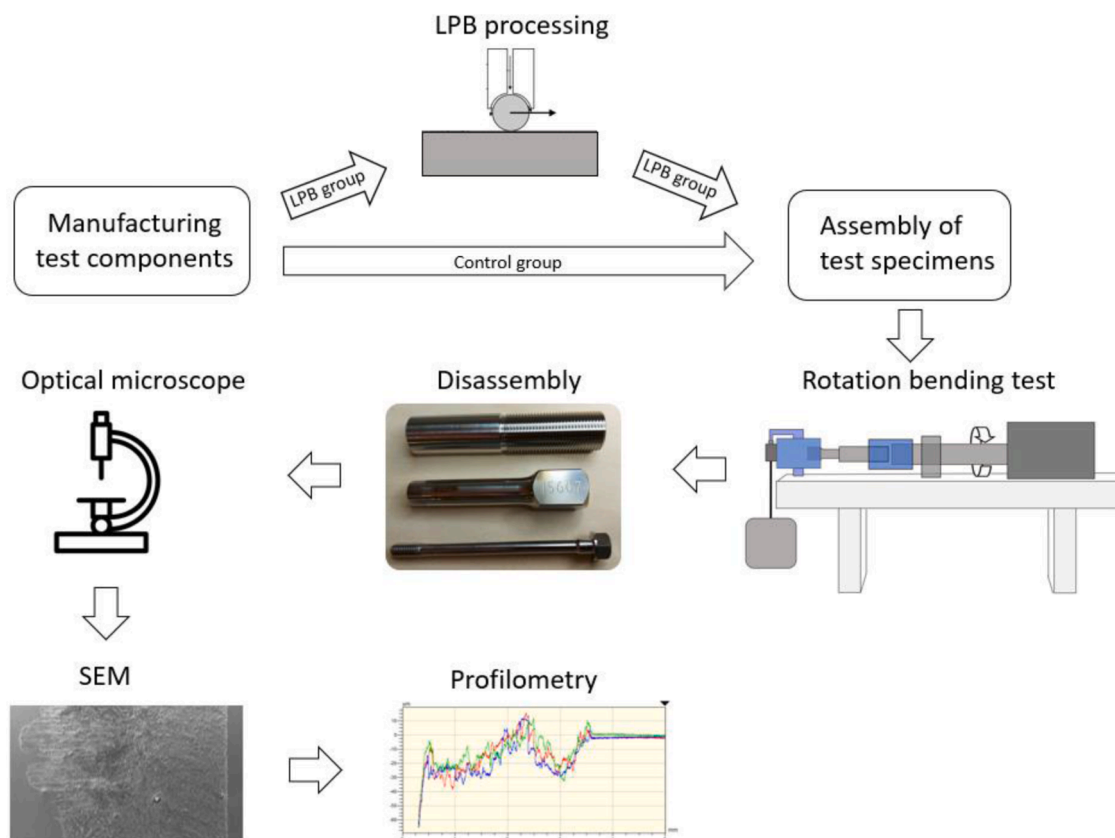 LPB processing
LPB group
LPB group
Manufacturing
test components
Control group
Assembly of
test specimens
Optical microscope
Disassembly
Rotation bending test
15607
SEM
Profilometry